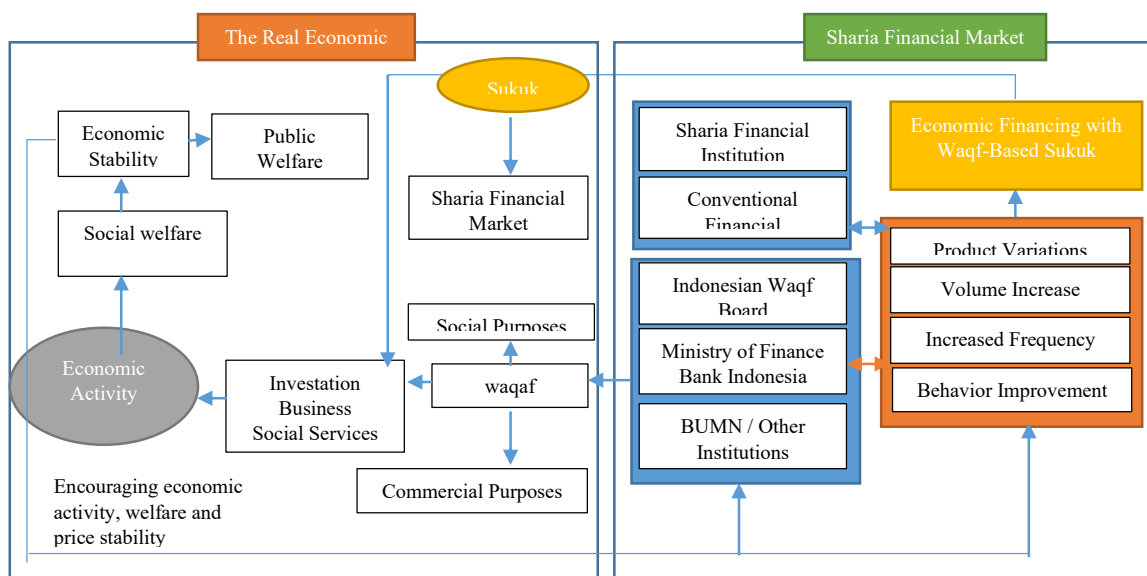 The Real Economic
Sharia Financial Market
Sukuk
Economic
Stability
Public
Welfare
Sharia Financial
Market
Social welfare
Social Purposes
Economic
Activity
Investation
Business
Social Services
waqaf
Commercial Purposes
Encouraging economic
activity, welfare and
price stability
Sharia Financial
Institution
Conventional
Financial
Indonesian Waqf
Board
Ministry of Finance
Bank Indonesia
BUMN / Other
Institutions
Economic Financing with
Waqf-Based Sukuk
Product Variations
Volume Increase
Increased Frequency
Behavior Improvement